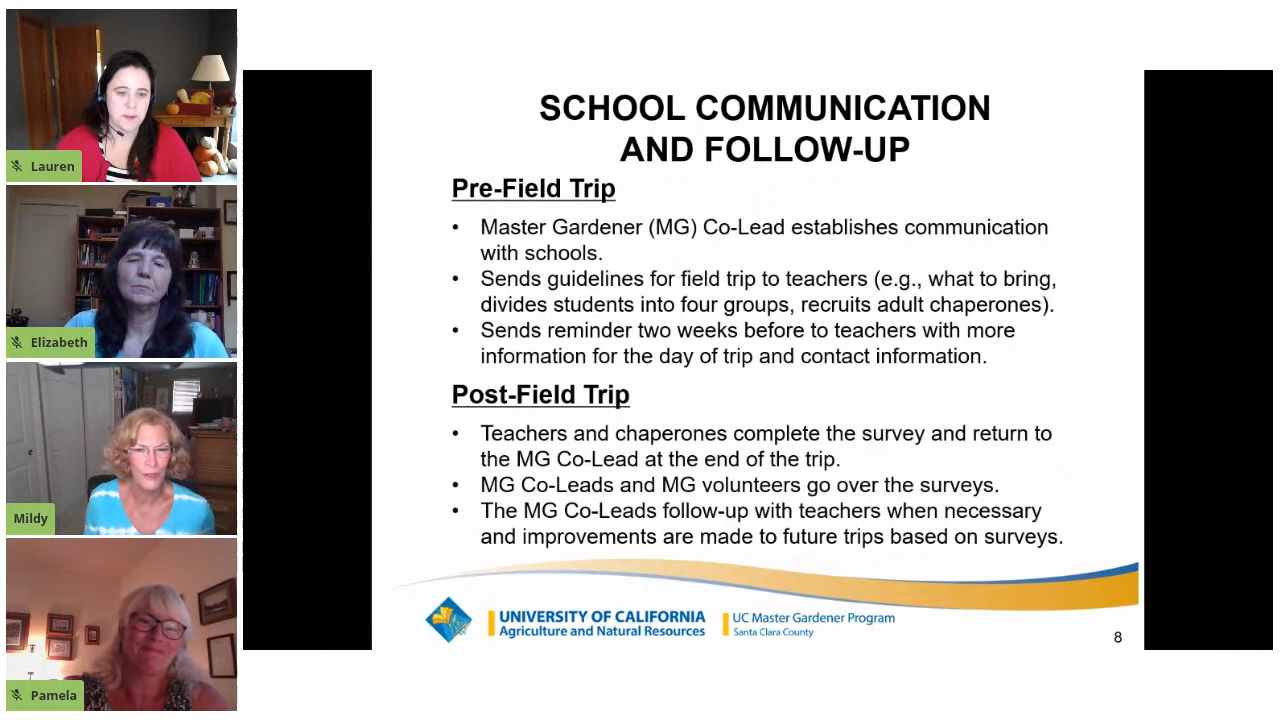 Lauren
Elizabeth
Mildy
Pamela
SCHOOL COMMUNICATION
AND FOLLOW-UP
Pre-Field Trip
• Master Gardener (MG) Co-Lead establishes communication
with schools.
• Sends guidelines for field trip to teachers (e.g., what to bring,
divides students into four groups, recruits adult chaperones).
• Sends reminder two weeks before to teachers with more
information for the day of trip and contact information.
Post-Field Trip
• Teachers and chaperones complete the survey and return to
the MG Co-Lead at the end of the trip.
• MG Co-Leads and MG volunteers go over the surveys.
• The MG Co-Leads follow-up with teachers when necessary
and improvements are made to future trips based on surveys.
UNIVERSITY OF CALIFORNIA
Agriculture and Natural Resources
UC Master Gardener Program
Santa Clara County
8